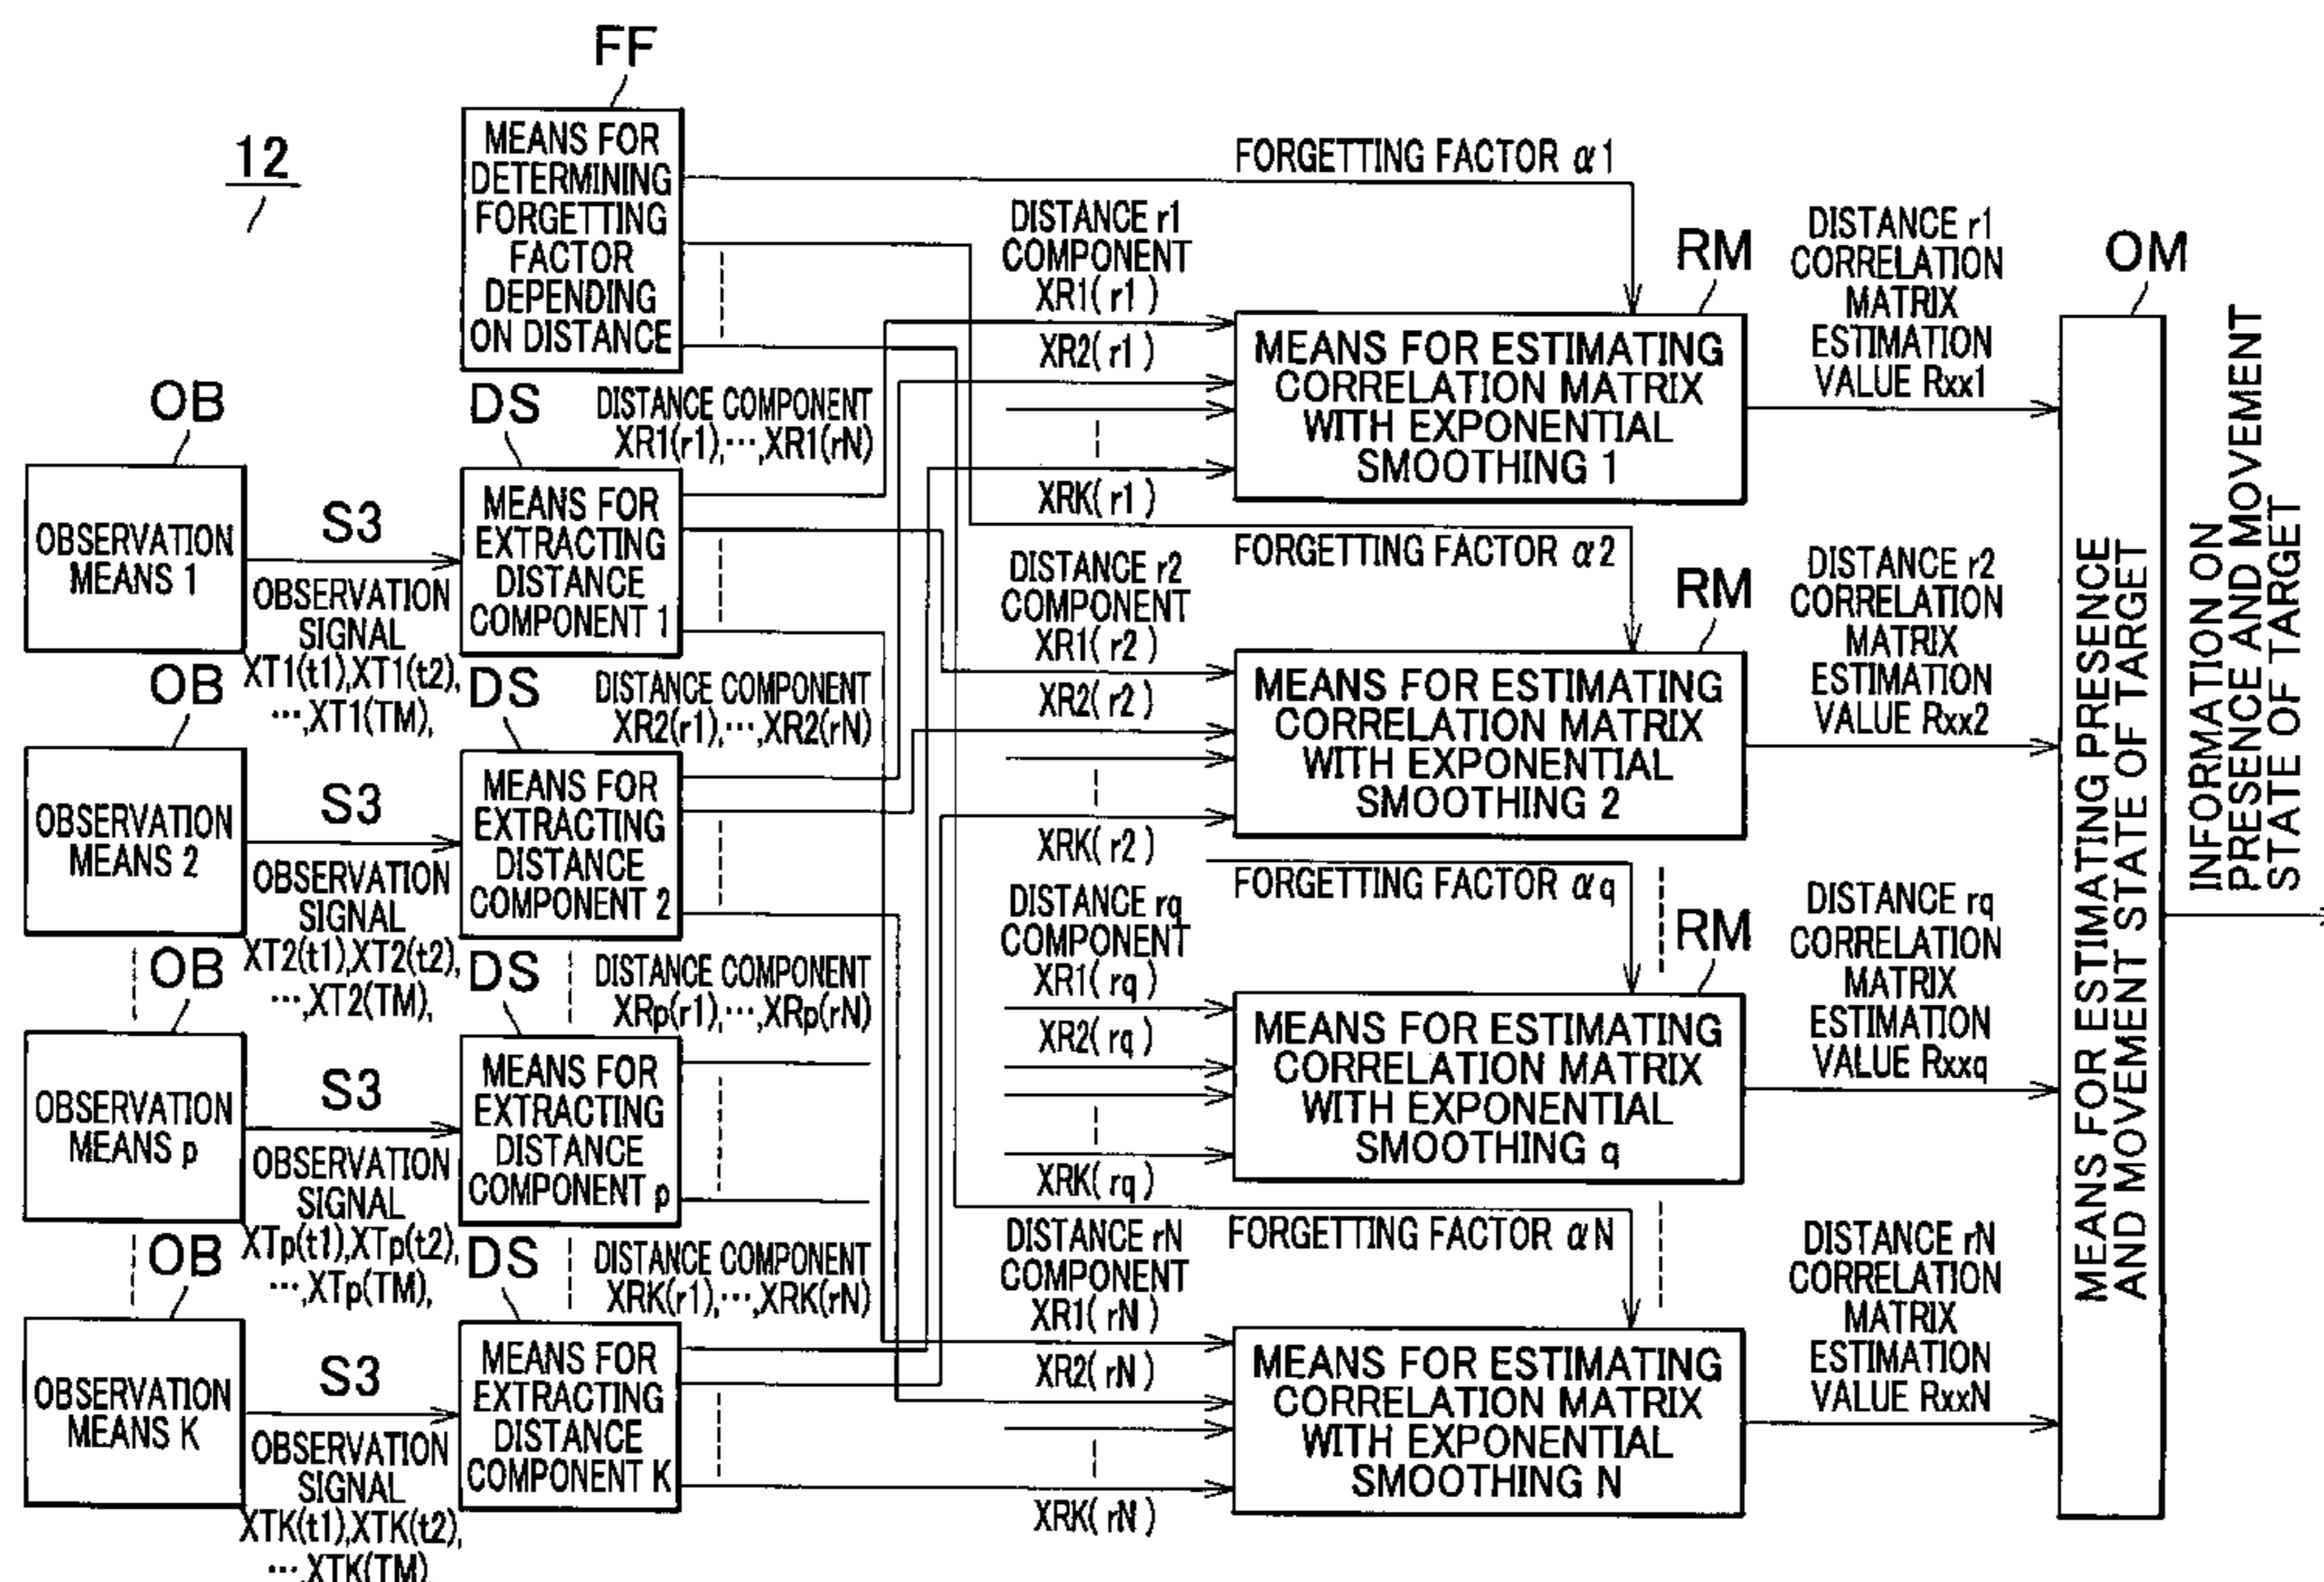 12
FF
MEANS FOR
DETERMINING
FORGETTING
FACTOR
DEPENDING
ON DISTANCE
OB
OBSERVATION
MEANS 1
S3
OBSERVATION
SIGNAL
XT1(t1),XT1(t2),
···,XT1(TM),
DS
MEANS FOR
EXTRACTING
DISTANCE
COMPONENT 1
DISTANCE COMPONENT
XR1(r1),···,XR1(rN)
OB
OBSERVATION
MEANS 2
S3
OBSERVATION
SIGNAL
XT2(t1),XT2(t2),
···,XT2(TM),
DS
MEANS FOR
EXTRACTING
DISTANCE
COMPONENT 2
DISTANCE COMPONENT
XR2(r1),···,XR2(rN)
OB
OBSERVATION
MEANS p
S3
OBSERVATION
SIGNAL
XTp(t1),XTp(t2),
···,XTp(TM),
DS
MEANS FOR
EXTRACTING
DISTANCE
COMPONENT p
DISTANCE COMPONENT
XRp(r1),···,XRp(rN)
OB
OBSERVATION
MEANS K
S3
OBSERVATION
SIGNAL
XTK(t1),XTK(t2),
···,XTK(TM)
DS
MEANS FOR
EXTRACTING
DISTANCE
COMPONENT K
DISTANCE COMPONENT
XRK(r1),···,XRK(rN)
FORGETTING FACTOR α1
DISTANCE r1
COMPONENT
XR1(r1)
XR2(r1)
XRK(r1)
RM
MEANS FOR ESTIMATING
CORRELATION MATRIX
WITH EXPONENTIAL
SMOOTHING 1
DISTANCE r1
CORRELATION
MATRIX
ESTIMATION
VALUE Rxx1
FORGETTING FACTOR α2
DISTANCE r2
COMPONENT
XR1(r2)
XR2(r2)
XRK(r2)
RM
MEANS FOR ESTIMATING
CORRELATION MATRIX
WITH EXPONENTIAL
SMOOTHING 2
DISTANCE r2
CORRELATION
MATRIX
ESTIMATION
VALUE Rxx2
FORGETTING FACTOR αq
DISTANCE rq
COMPONENT
XR1(rq)
XR2(rq)
XRK(rq)
RM
MEANS FOR ESTIMATING
CORRELATION MATRIX
WITH EXPONENTIAL
SMOOTHING q
DISTANCE rq
CORRELATION
MATRIX
ESTIMATION
VALUE Rxxq
FORGETTING FACTOR αN
DISTANCE rN
COMPONENT
XR1(rN)
XR2(rN)
XRK(rN)
MEANS FOR ESTIMATING
CORRELATION MATRIX
WITH EXPONENTIAL
SMOOTHING N
DISTANCE rN
CORRELATION
MATRIX
ESTIMATION
VALUE RxxN
OM
MEANS FOR ESTIMATING PRESENCE
AND MOVEMENT STATE OF TARGET
INFORMATION ON
PRESENCE AND MOVEMENT
STATE OF TARGET